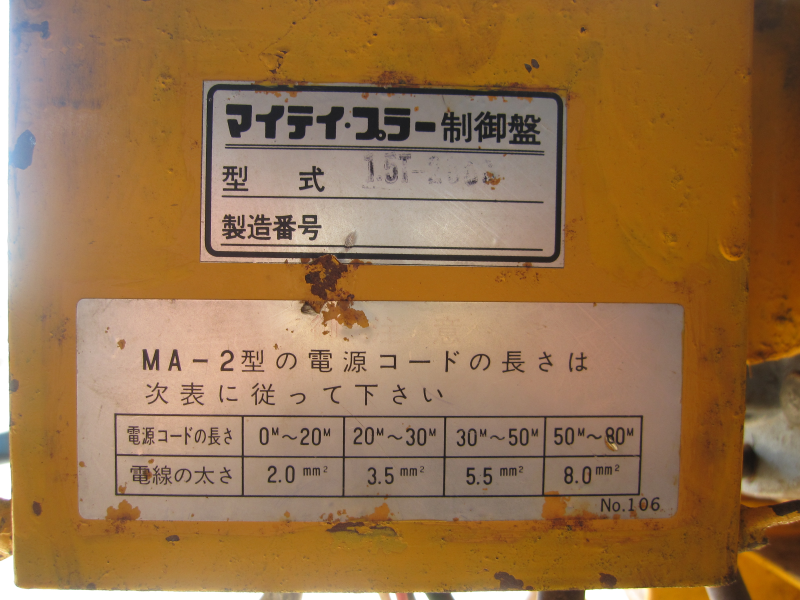 マイティ・プラー制御盤
型式
製造番号
MA-2型の電源コードの長さは
次表に従って下さい
電源コードの長さ 0M~20M 20M~30M 30M~50M 50M~80M
電線の太さ 2.0mm² 3.5mm² 5.5mm² 8.0mm²
No.106